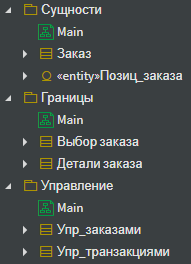 Сущности
Main
Заказ
«entity»Позиц_заказа
Границы
Main
Выбор заказа
Детали заказа
Управление
Main
Упр_заказами
Упр_транзакциями